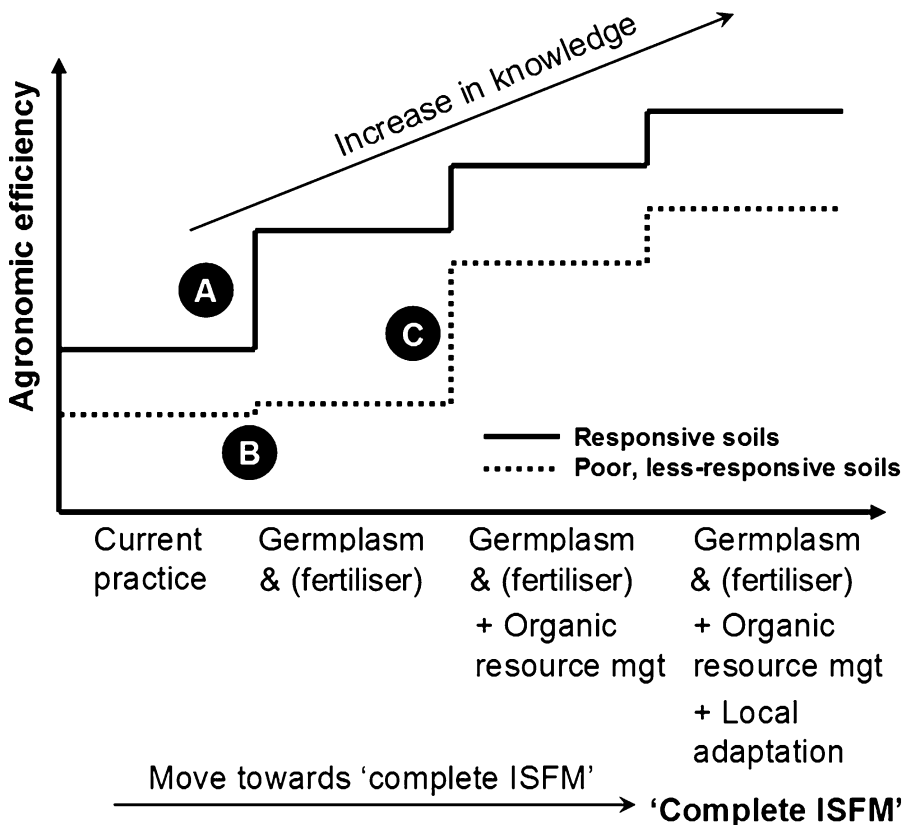 Increase in knowledge
Agronomic efficiency
A
C
B
Responsive soils
Poor, less-responsive soils
Current
practice
Germplasm
& (fertiliser)
Germplasm
& (fertiliser)
+ Organic
resource mgt
Germplasm
& (fertiliser)
+ Organic
resource mgt
+ Local
adaptation
Move towards ‘complete ISFM’
‘Complete ISFM’